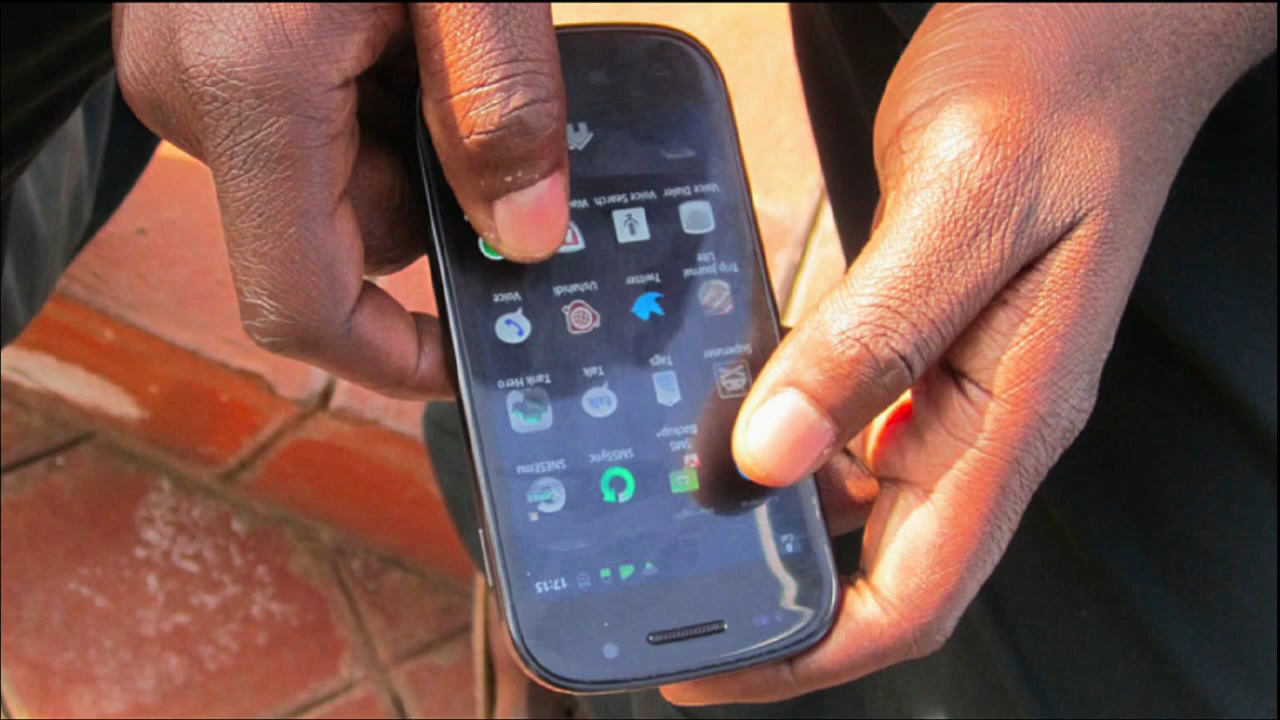 17:15
SNESEmu SMSSync SMS
Backup+
Tank Hero Talk Tags Superuser
Voice Ushahidi Twitter Trip Journal
Lite
Voice Search Voice Dialer